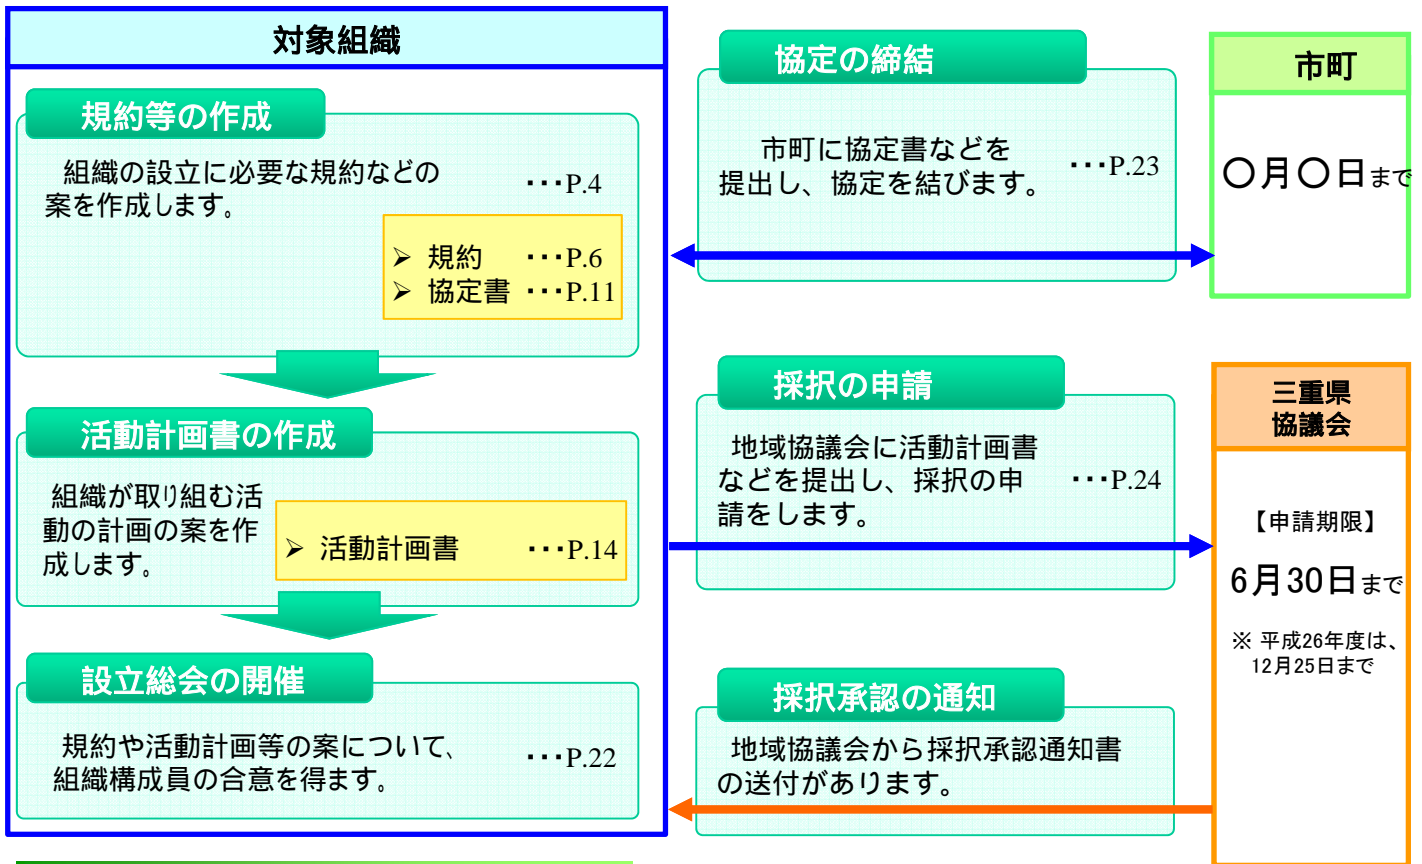 対象組織
規約等の作成
組織の設立に必要な規約などの
案を作成します。
･･･P.4
➢ 規約 ･･･P.6
➢ 協定書 ･･･P.11
活動計画書の作成
組織が取り組む活
動の計画の案を作
成します。
➢ 活動計画書 ･･･P.14
設立総会の開催
規約や活動計画等の案について、
組織構成員の合意を得ます。
･･･P.22
協定の締結
市町に協定書などを
提出し、協定を結びます。
･･･P.23
市町
〇月〇日まで
採択の申請
地域協議会に活動計画書
などを提出し、採択の申
請をします。
･･･P.24
三重県
協議会
【申請期限】
6月30日まで
※ 平成26年度は、
12月25日まで
採択承認の通知
地域協議会から採択承認通知書
の送付があります。